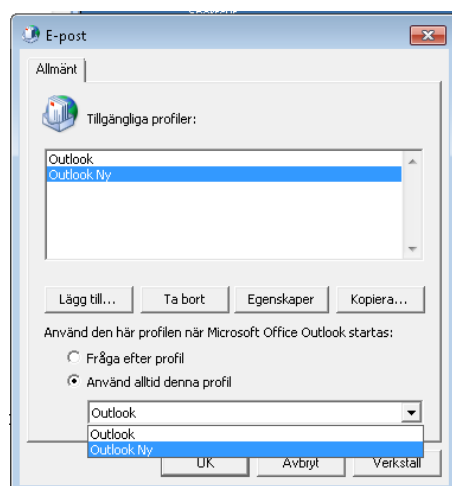 E-post
Allmänt
Tillgängliga profiler:
Outlook
Outlook Ny
Lägg till... Ta bort Egenskaper Kopiera...
Använd den här profilen när Microsoft Office Outlook startas:
Fråga efter profil
Använd alltid denna profil
Outlook
Outlook
Outlook Ny
OK Avbryt Verkställ